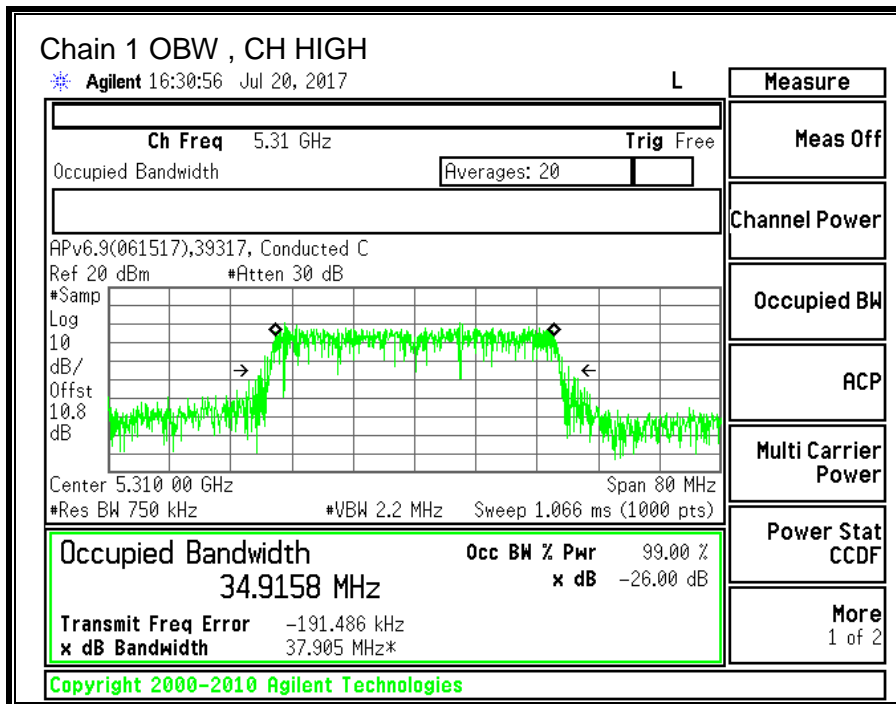 Chain 1 OBW , CH HIGH
Agilent 16:30:56 Jul 20, 2017 L
Measure
Ch Freq 5.31 GHz Trig Free
Meas Off
Occupied Bandwidth Averages: 20
Channel Power
APv6.9(061517),39317, Conducted C
Ref 20 dBm #Atten 30 dB
#Samp
Log
10
dB/
Offst
10.8
dB
Occupied BW
ACP
Multi Carrier
Power
Center 5.310 00 GHz Span 80 MHz
#Res BW 750 kHz #VBW 2.2 MHz Sweep 1.066 ms (1000 pts)
Occupied Bandwidth Occ BW % Pwr 99.00 %
34.9158 MHz x dB -26.00 dB
Transmit Freq Error -191.486 kHz
x dB Bandwidth 37.905 MHz*
Power Stat
CCDF
More
1 of 2
Copyright 2000-2010 Agilent Technologies